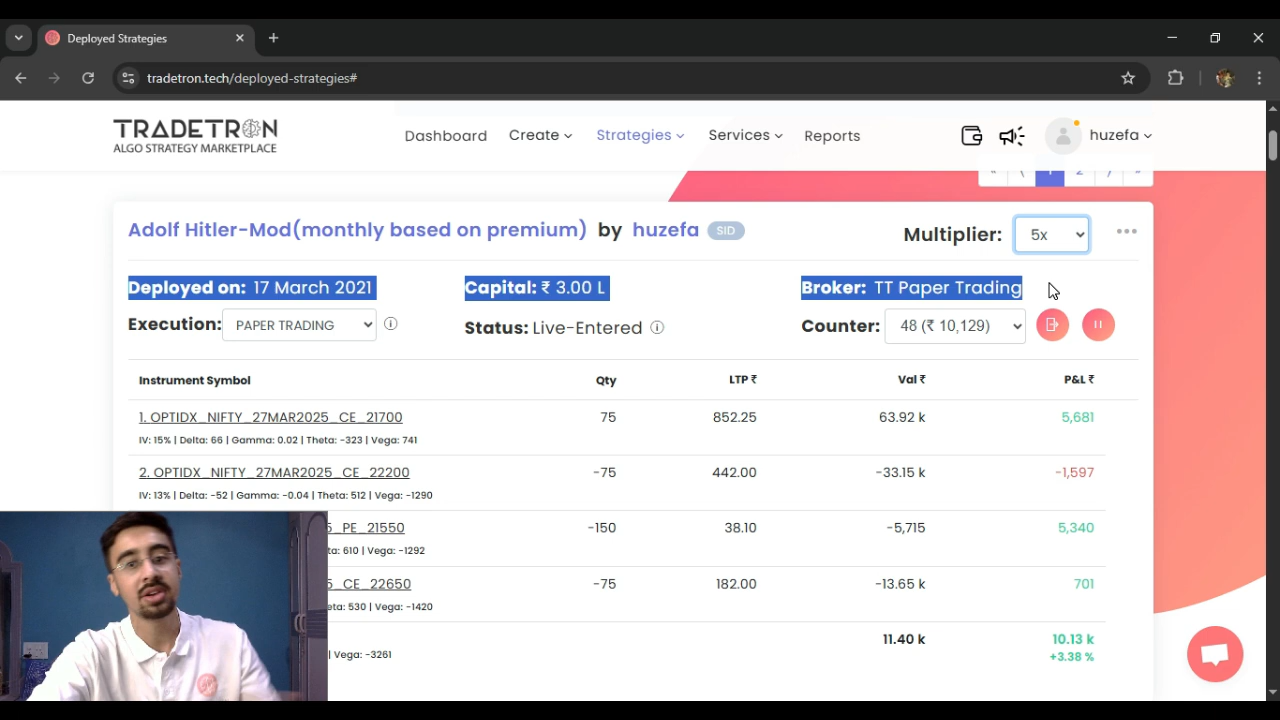 Deployed Strategies
tradetron.tech/deployed-strategies#
TRADETRON
ALGO STRATEGY MARKETPLACE
Dashboard Create Strategies Services Reports huzefa
Adolf Hitler-Mod(monthly based on premium) by huzefa SID Multiplier: 5x
Deployed on: 17 March 2021 Capital: ₹ 3.00 L Broker: TT Paper Trading
Execution: PAPER TRADING Status: Live-Entered Counter: 48 (₹ 10,129)
Instrument Symbol Qty LTP ₹ Val ₹ P&L ₹
1. OPTIDX_NIFTY_27MAR2025_CE_21700 75 852.25 63.92 k 5,681
IV: 15% | Delta: 66 | Gamma: 0.02 | Theta: -323 | Vega: 741
2. OPTIDX_NIFTY_27MAR2025_CE_22200 -75 442.00 -33.15 k -1,597
IV: 13% | Delta: -52 | Gamma: -0.04 | Theta: 512 | Vega: -1290
5_PE_21550 -150 38.10 -5,715 5,340
ta: 610 | Vega: -1292
5_CE_22650 -75 182.00 -13.65 k 701
eta: 530 | Vega: -1420
11.40 k 10.13 k
| Vega: -3261 +3.38 %